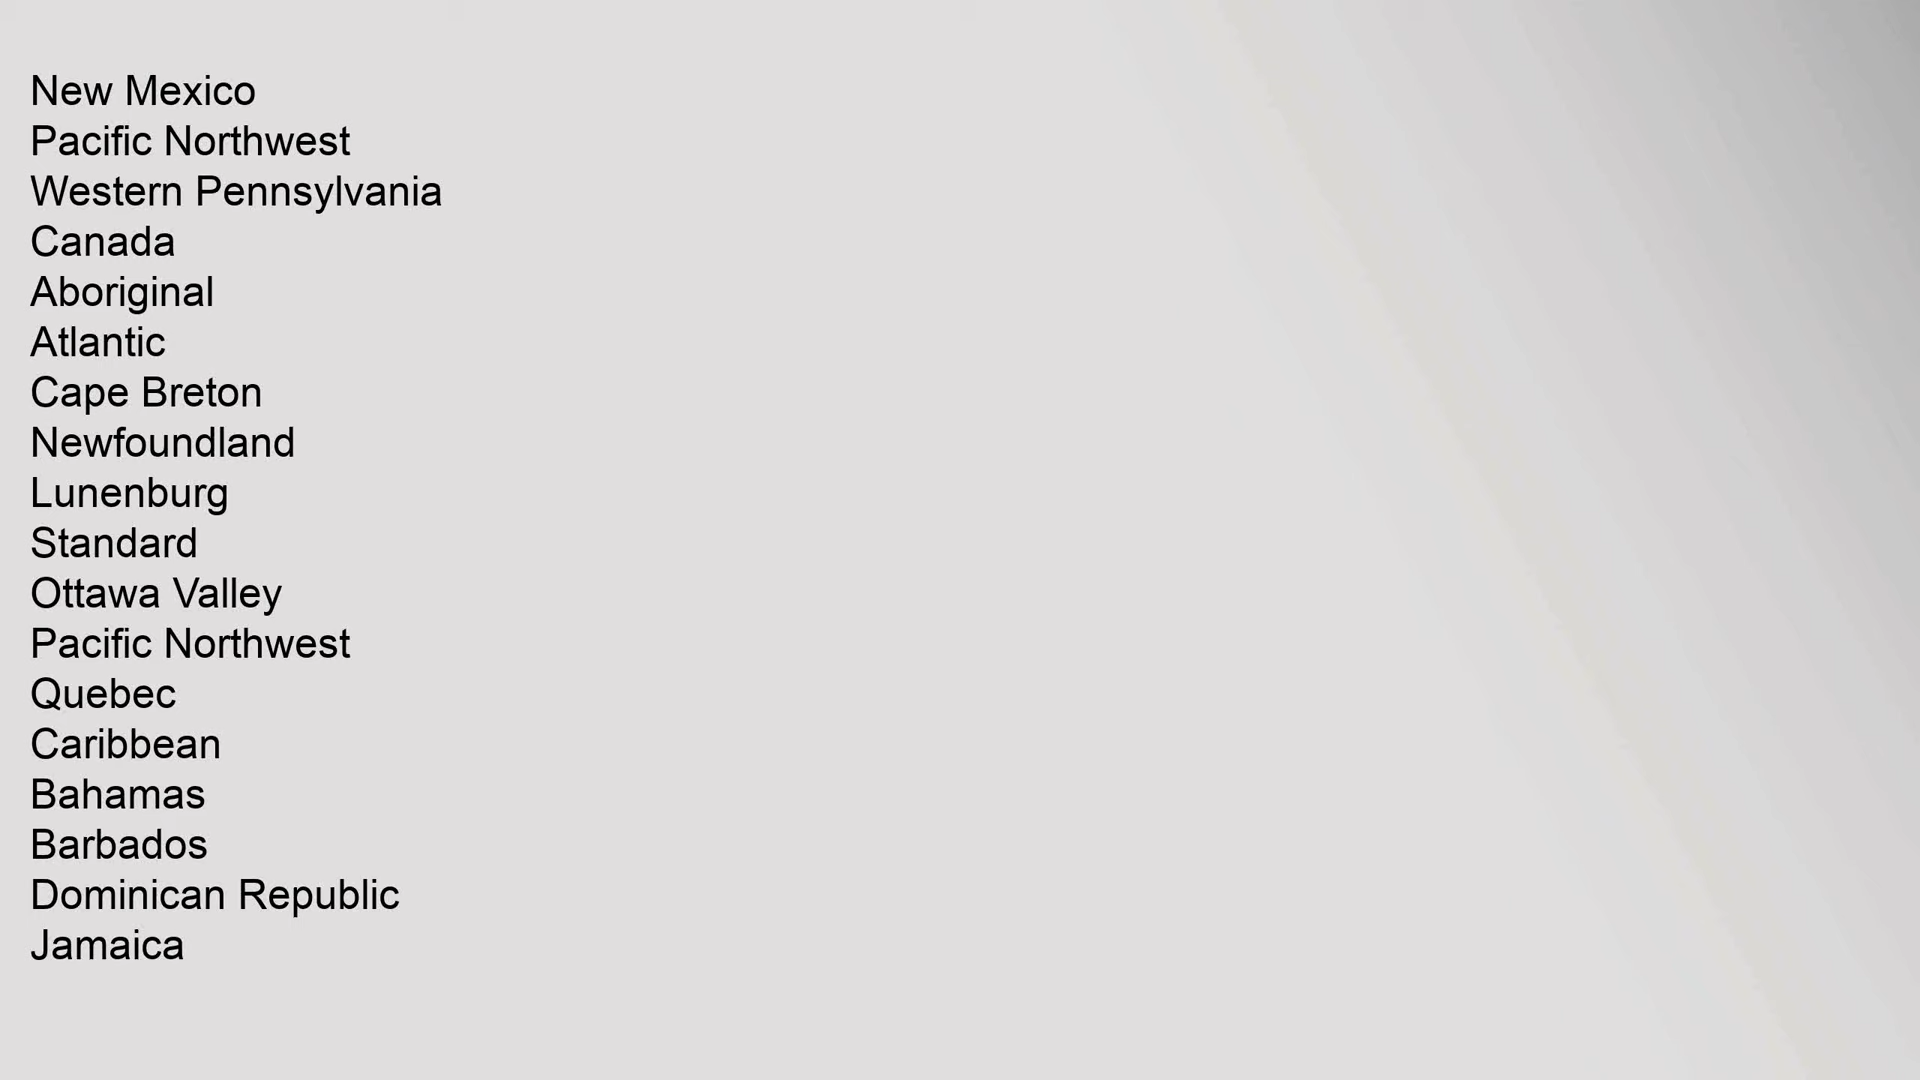 New Mexico
Pacific Northwest
Western Pennsylvania
Canada
Aboriginal
Atlantic
Cape Breton
Newfoundland
Lunenburg
Standard
Ottawa Valley
Pacific Northwest
Quebec
Caribbean
Bahamas
Barbados
Dominican Republic
Jamaica